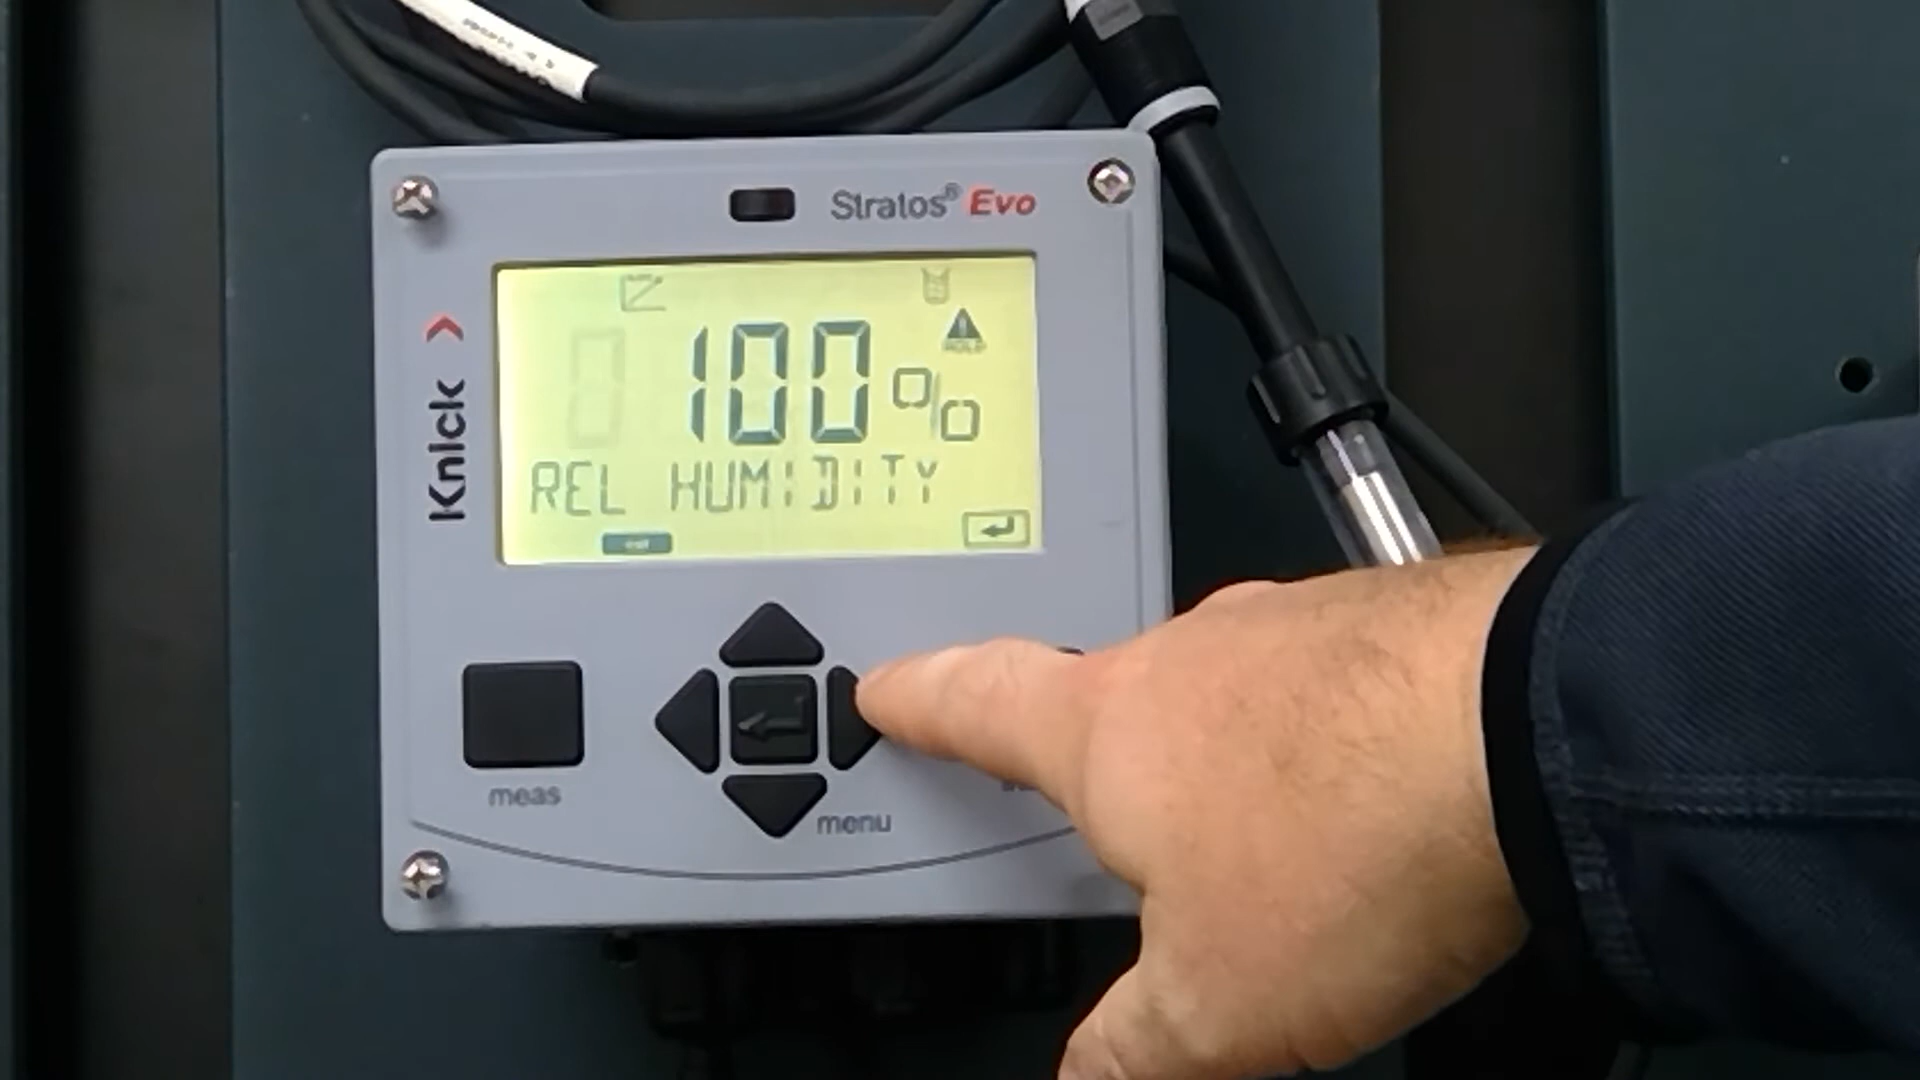 Stratos® Evo
Knick >
100%
REL HUMIDITY
meas
menu